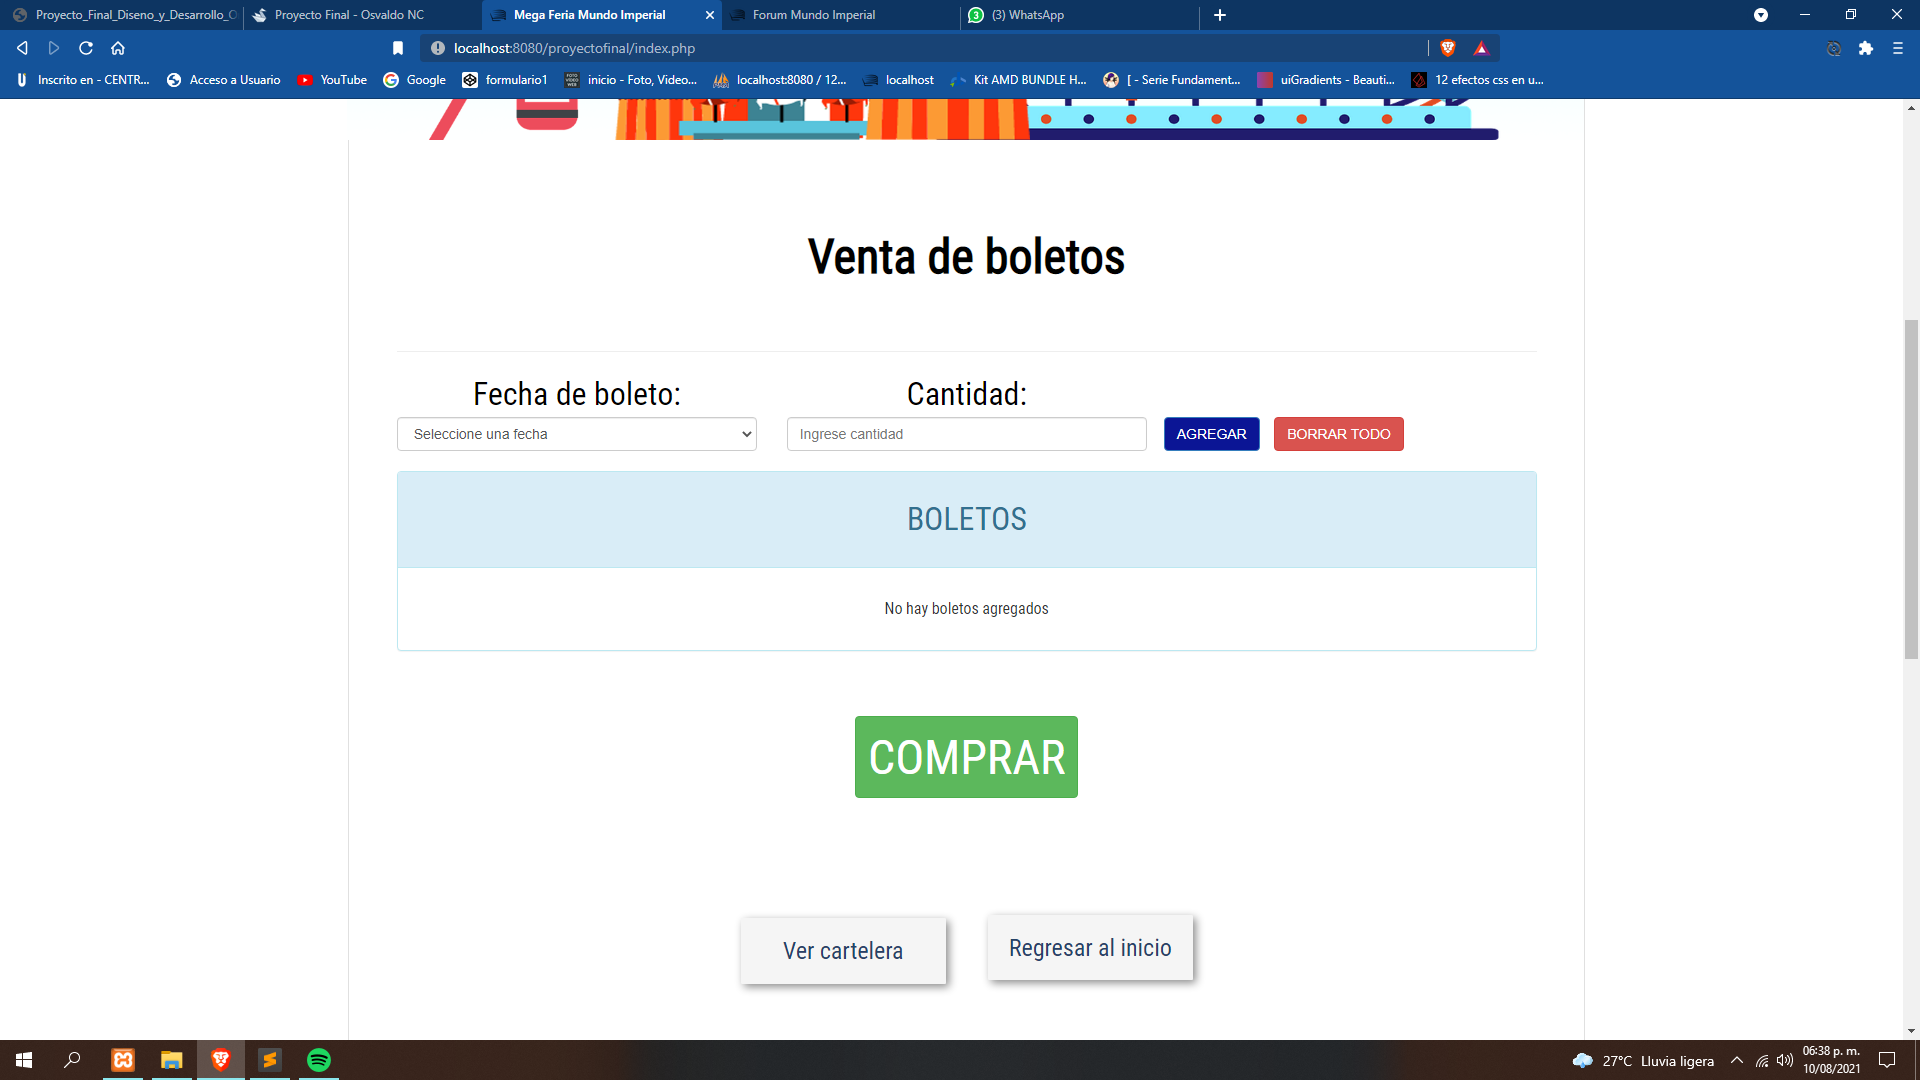 Proyecto_Final_Diseno_y_Desarrollo_O
Proyecto Final - Osvaldo NC
Mega Feria Mundo Imperial
Forum Mundo Imperial
(3) WhatsApp
localhost:8080/proyectofinal/index.php
Inscrito en - CENTR...
Acceso a Usuario
YouTube
Google
formulario1
inicio - Foto, Video...
localhost:8080 / 12...
localhost
Kit AMD BUNDLE H...
[ - Serie Fundament...
uiGradients - Beauti...
12 efectos css en u...
Venta de boletos
Fecha de boleto:
Cantidad:
Seleccione una fecha
Ingrese cantidad
AGREGAR
BORRAR TODO
BOLETOS
No hay boletos agregados
COMPRAR
Ver cartelera
Regresar al inicio
27°C Lluvia ligera
06:38 p. m.
10/08/2021